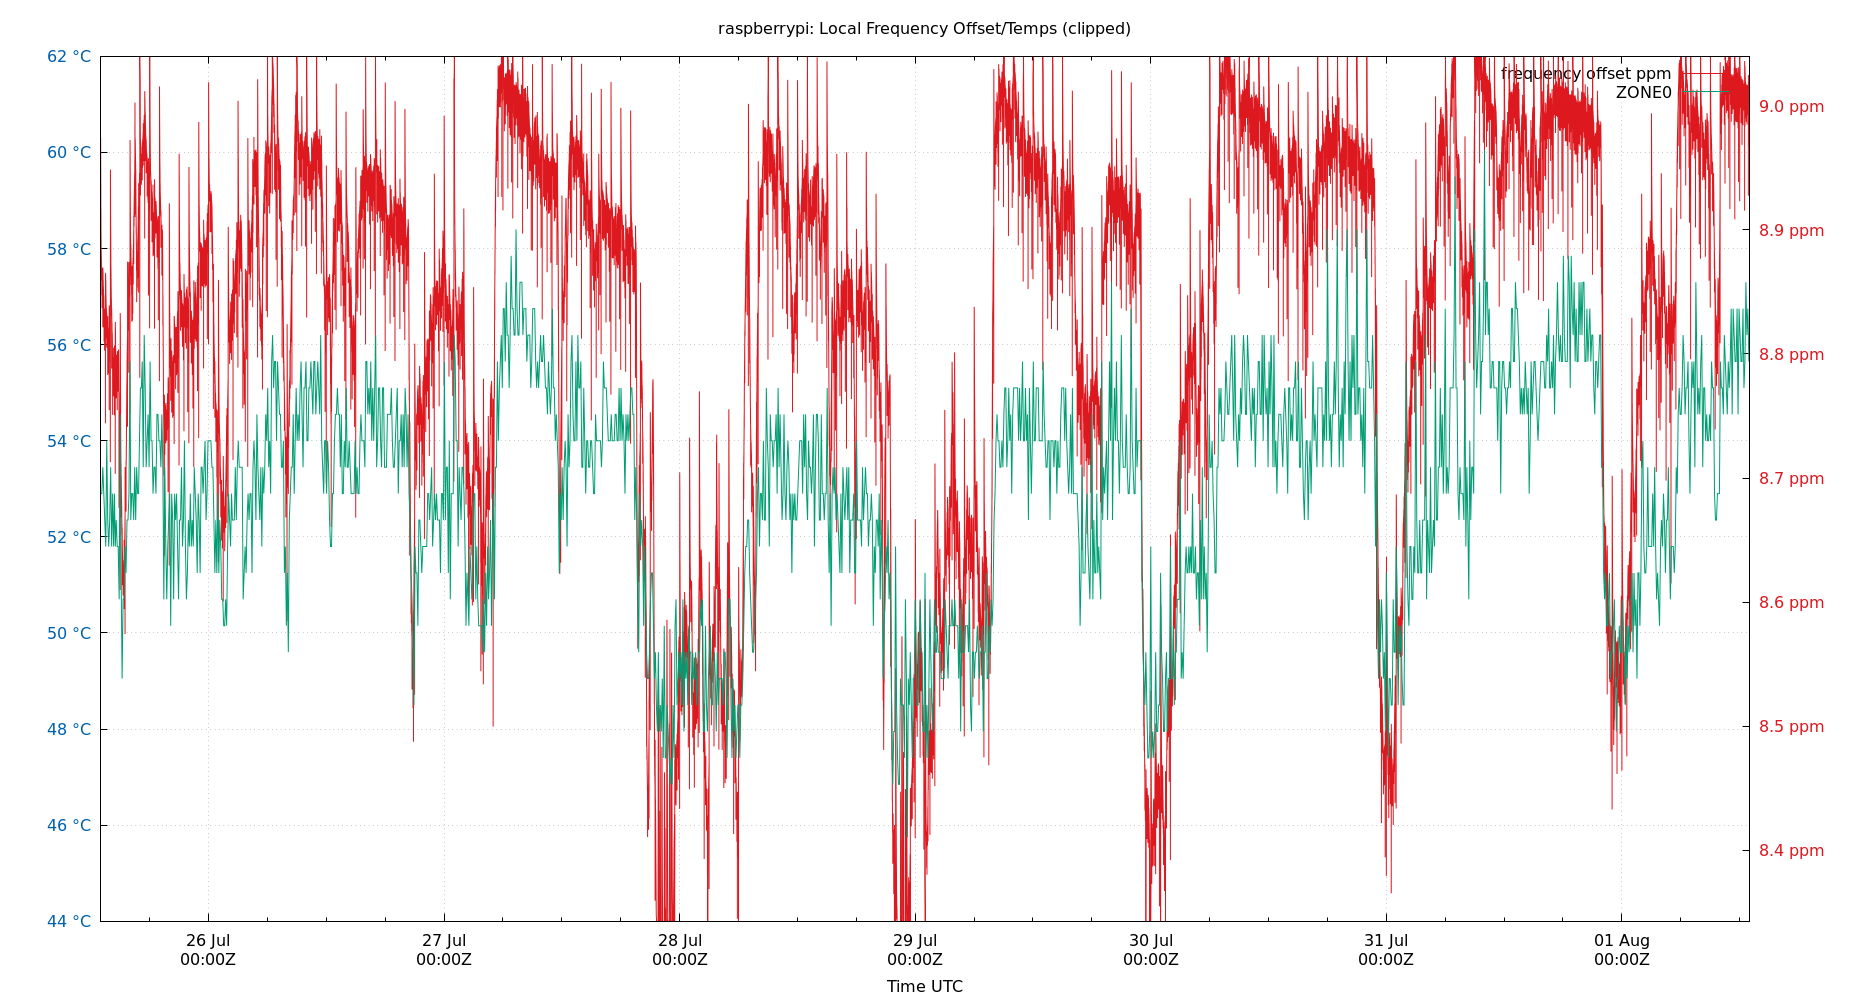 raspberrypi: Local Frequency Offset/Temps (clipped)
62 °C
60 °C
58 °C
56 °C
54 °C
52 °C
50 °C
48 °C
46 °C
44 °C
frequency offset ppm
ZONE0
9.0 ppm
8.9 ppm
8.8 ppm
8.7 ppm
8.6 ppm
8.5 ppm
8.4 ppm
26 Jul
00:00Z
27 Jul
00:00Z
28 Jul
00:00Z
29 Jul
00:00Z
30 Jul
00:00Z
31 Jul
00:00Z
01 Aug
00:00Z
Time UTC